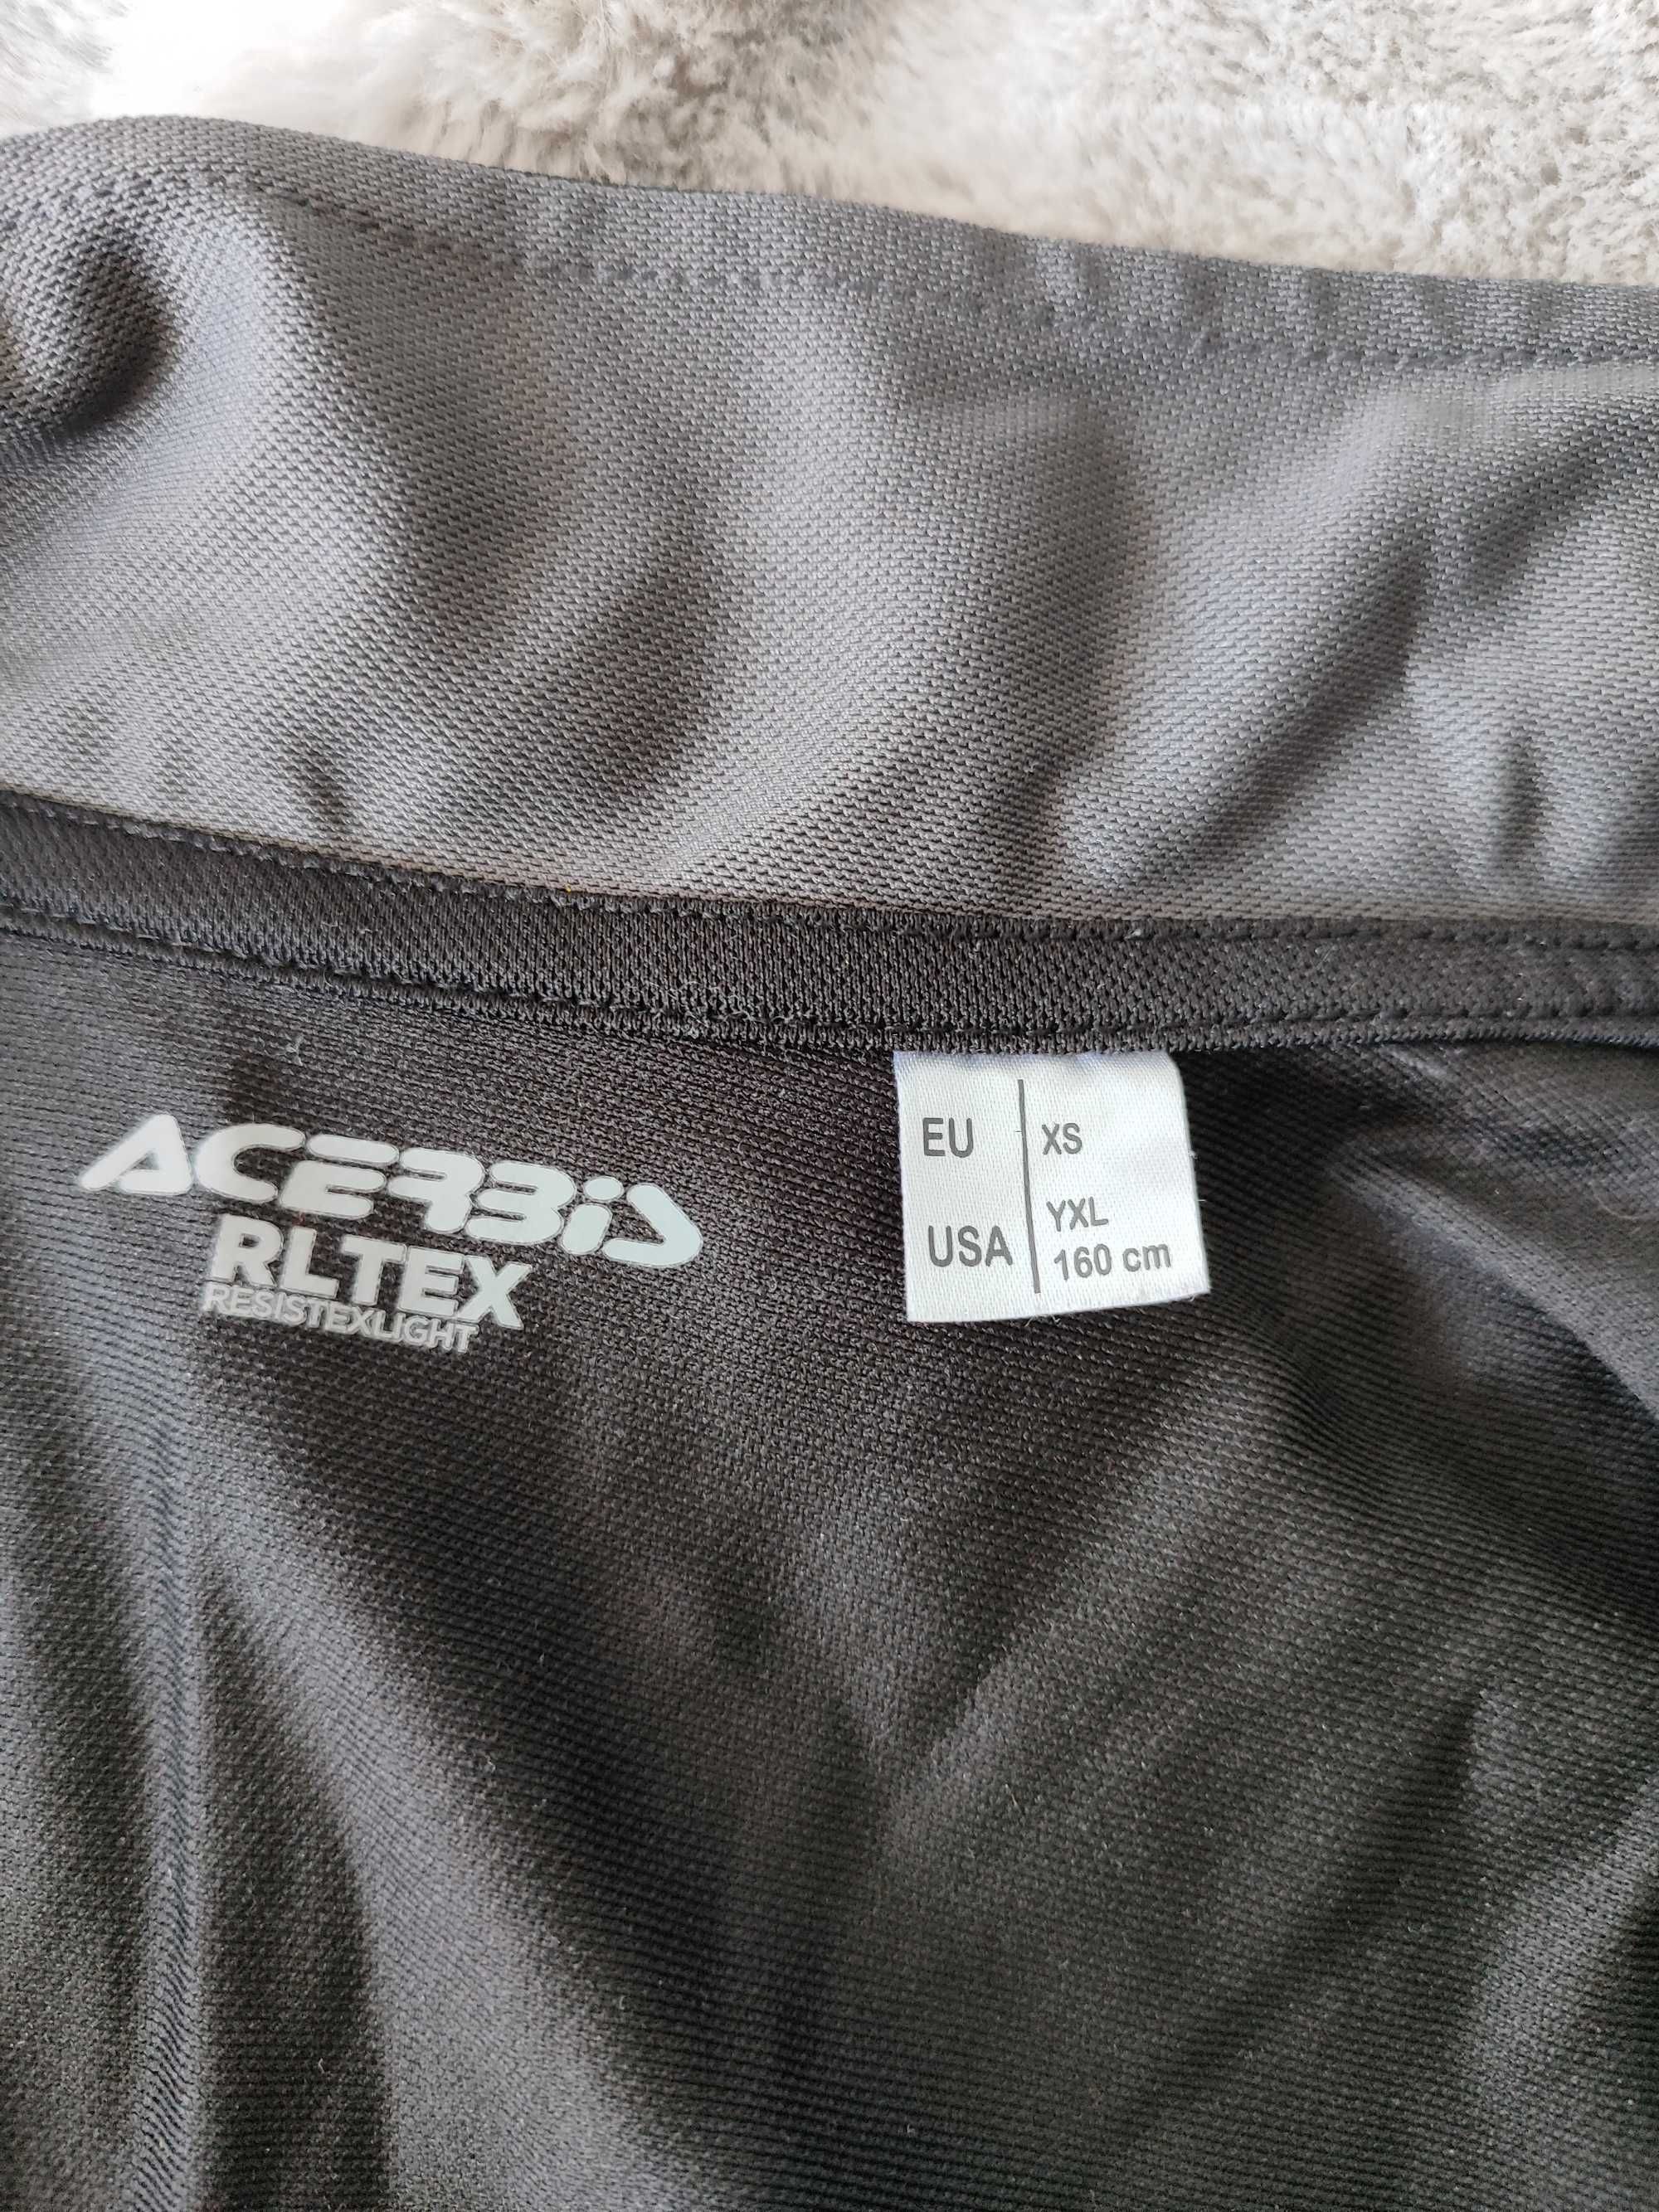 ACERBIS
RLTEX
RESISTEXLIGHT
EU XS
USA YXL
160 cm